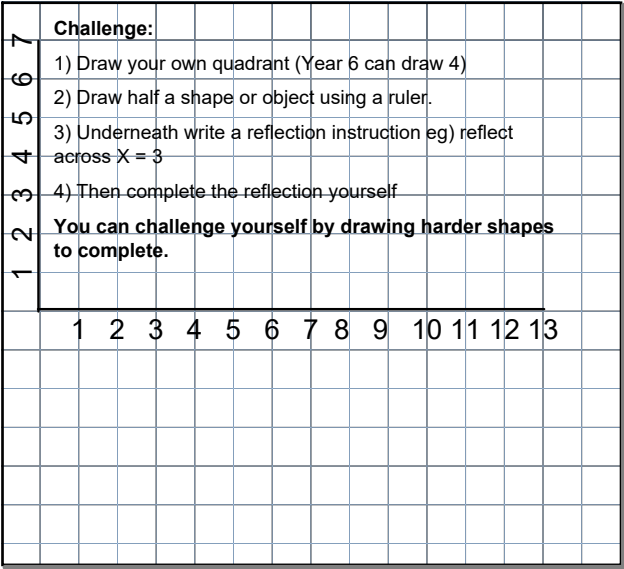 Challenge:
1) Draw your own quadrant (Year 6 can draw 4)
2) Draw half a shape or object using a ruler.
3) Underneath write a reflection instruction eg) reflect
across X = 3
4) Then complete the reflection yourself
You can challenge yourself by drawing harder shapes
to complete.
1 2 3 4 5 6 7
1 2 3 4 5 6 7 8 9 10 11 12 13